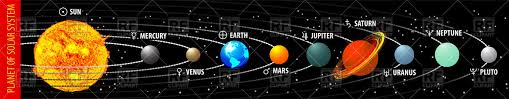 PLANET OF SOLAR SYSTEM
☉ SUN
☿ MERCURY
♀ VENUS
⊕ EARTH
♂ MARS
♃ JUPITER
♄ SATURN
♅ URANUS
♆ NEPTUNE
♇ PLUTO